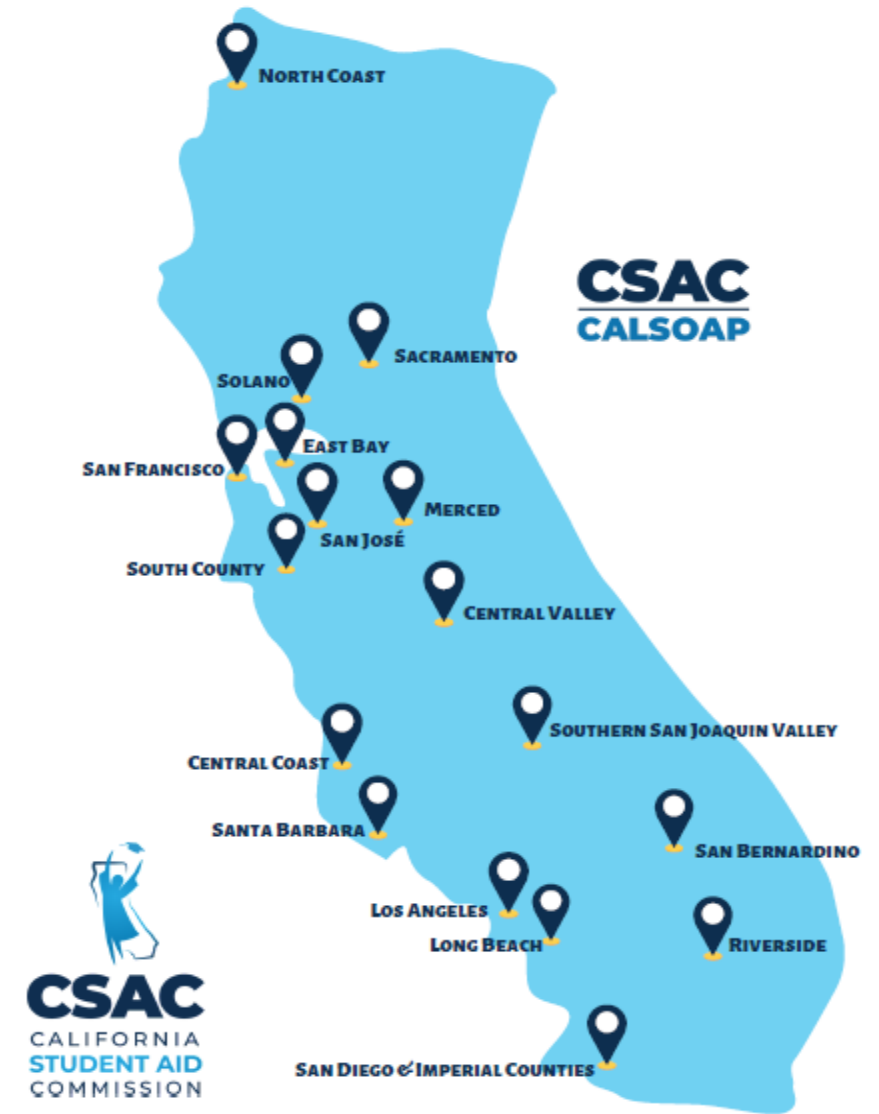 North Coast
CSAC
CALSOAP
Sacramento
Solano
East Bay
San Francisco
Merced
San José
South County
Central Valley
Southern San Joaquin Valley
Central Coast
Santa Barbara
San Bernardino
Los Angeles
Long Beach
Riverside
CSAC
CALIFORNIA
STUDENT AID
COMMISSION
San Diego & Imperial Counties